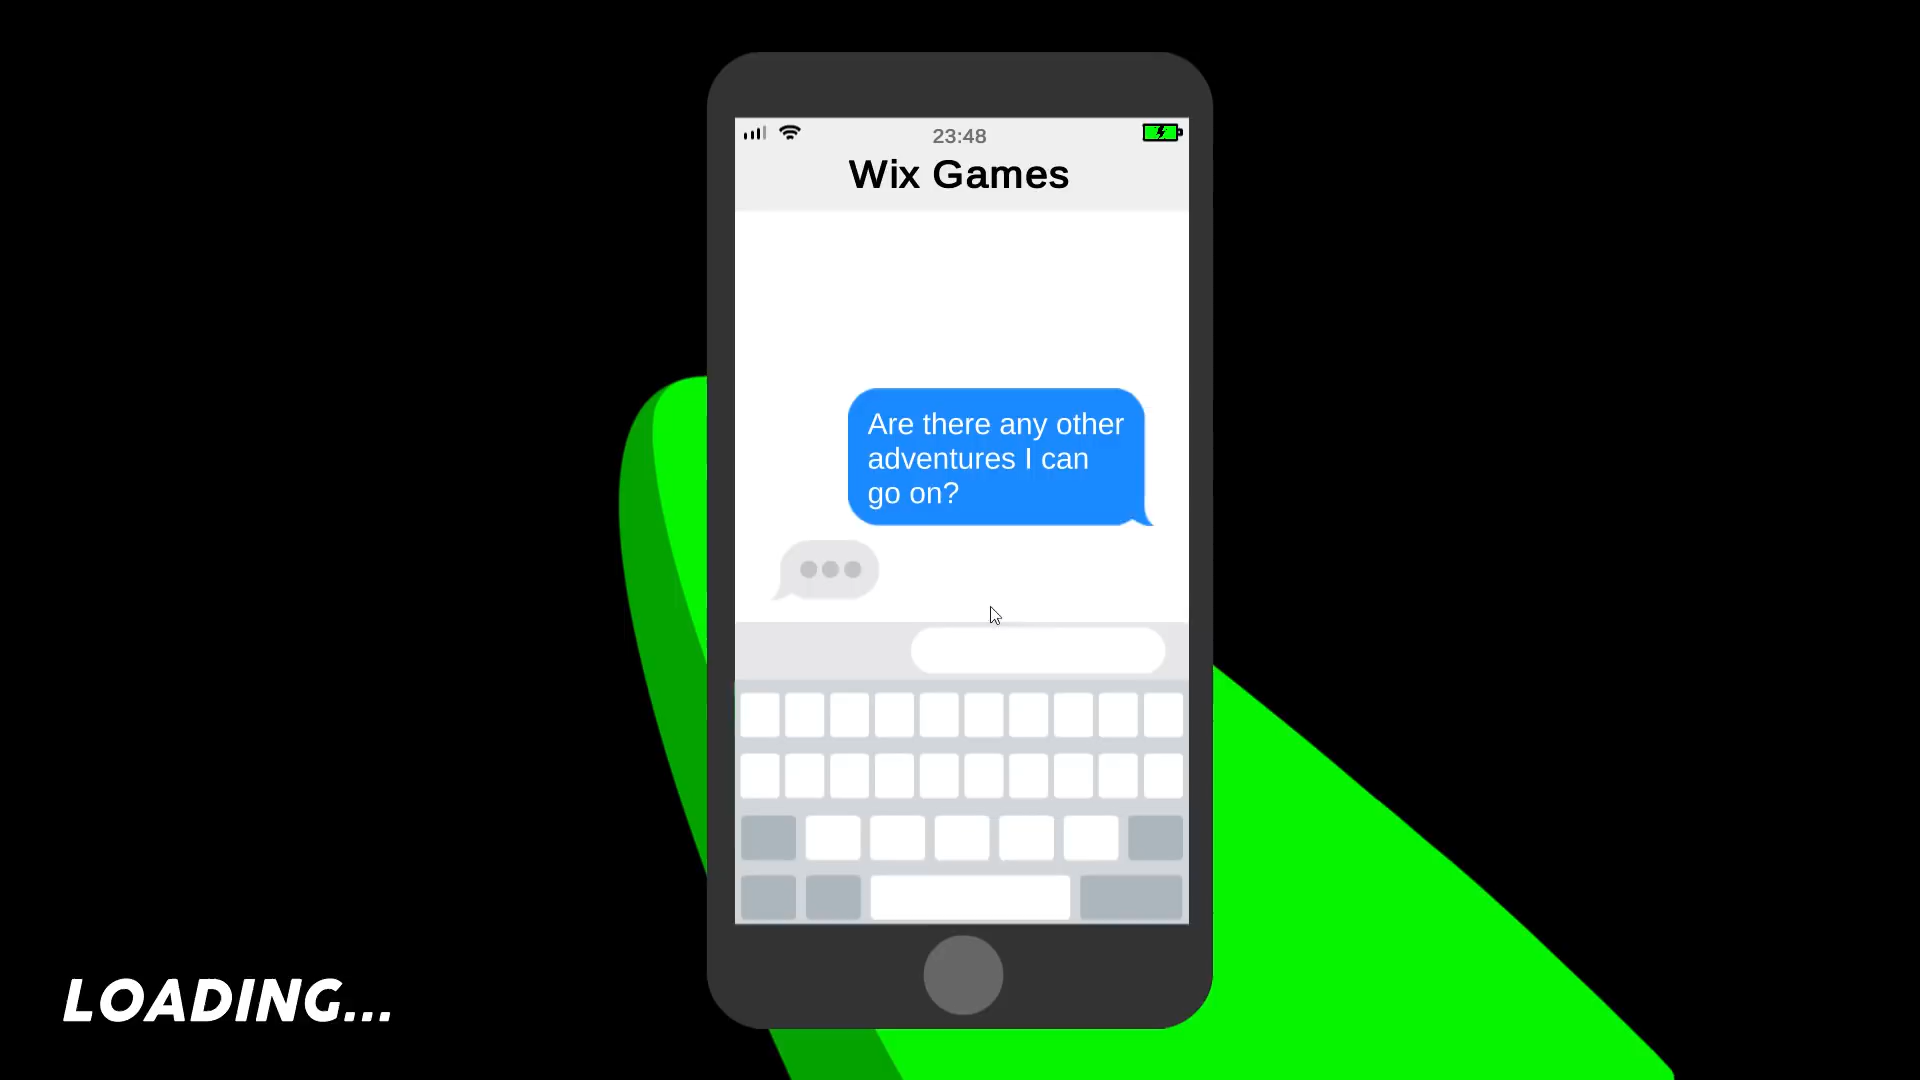 23:48
Wix Games
Are there any other
adventures I can
go on?
LOADING...